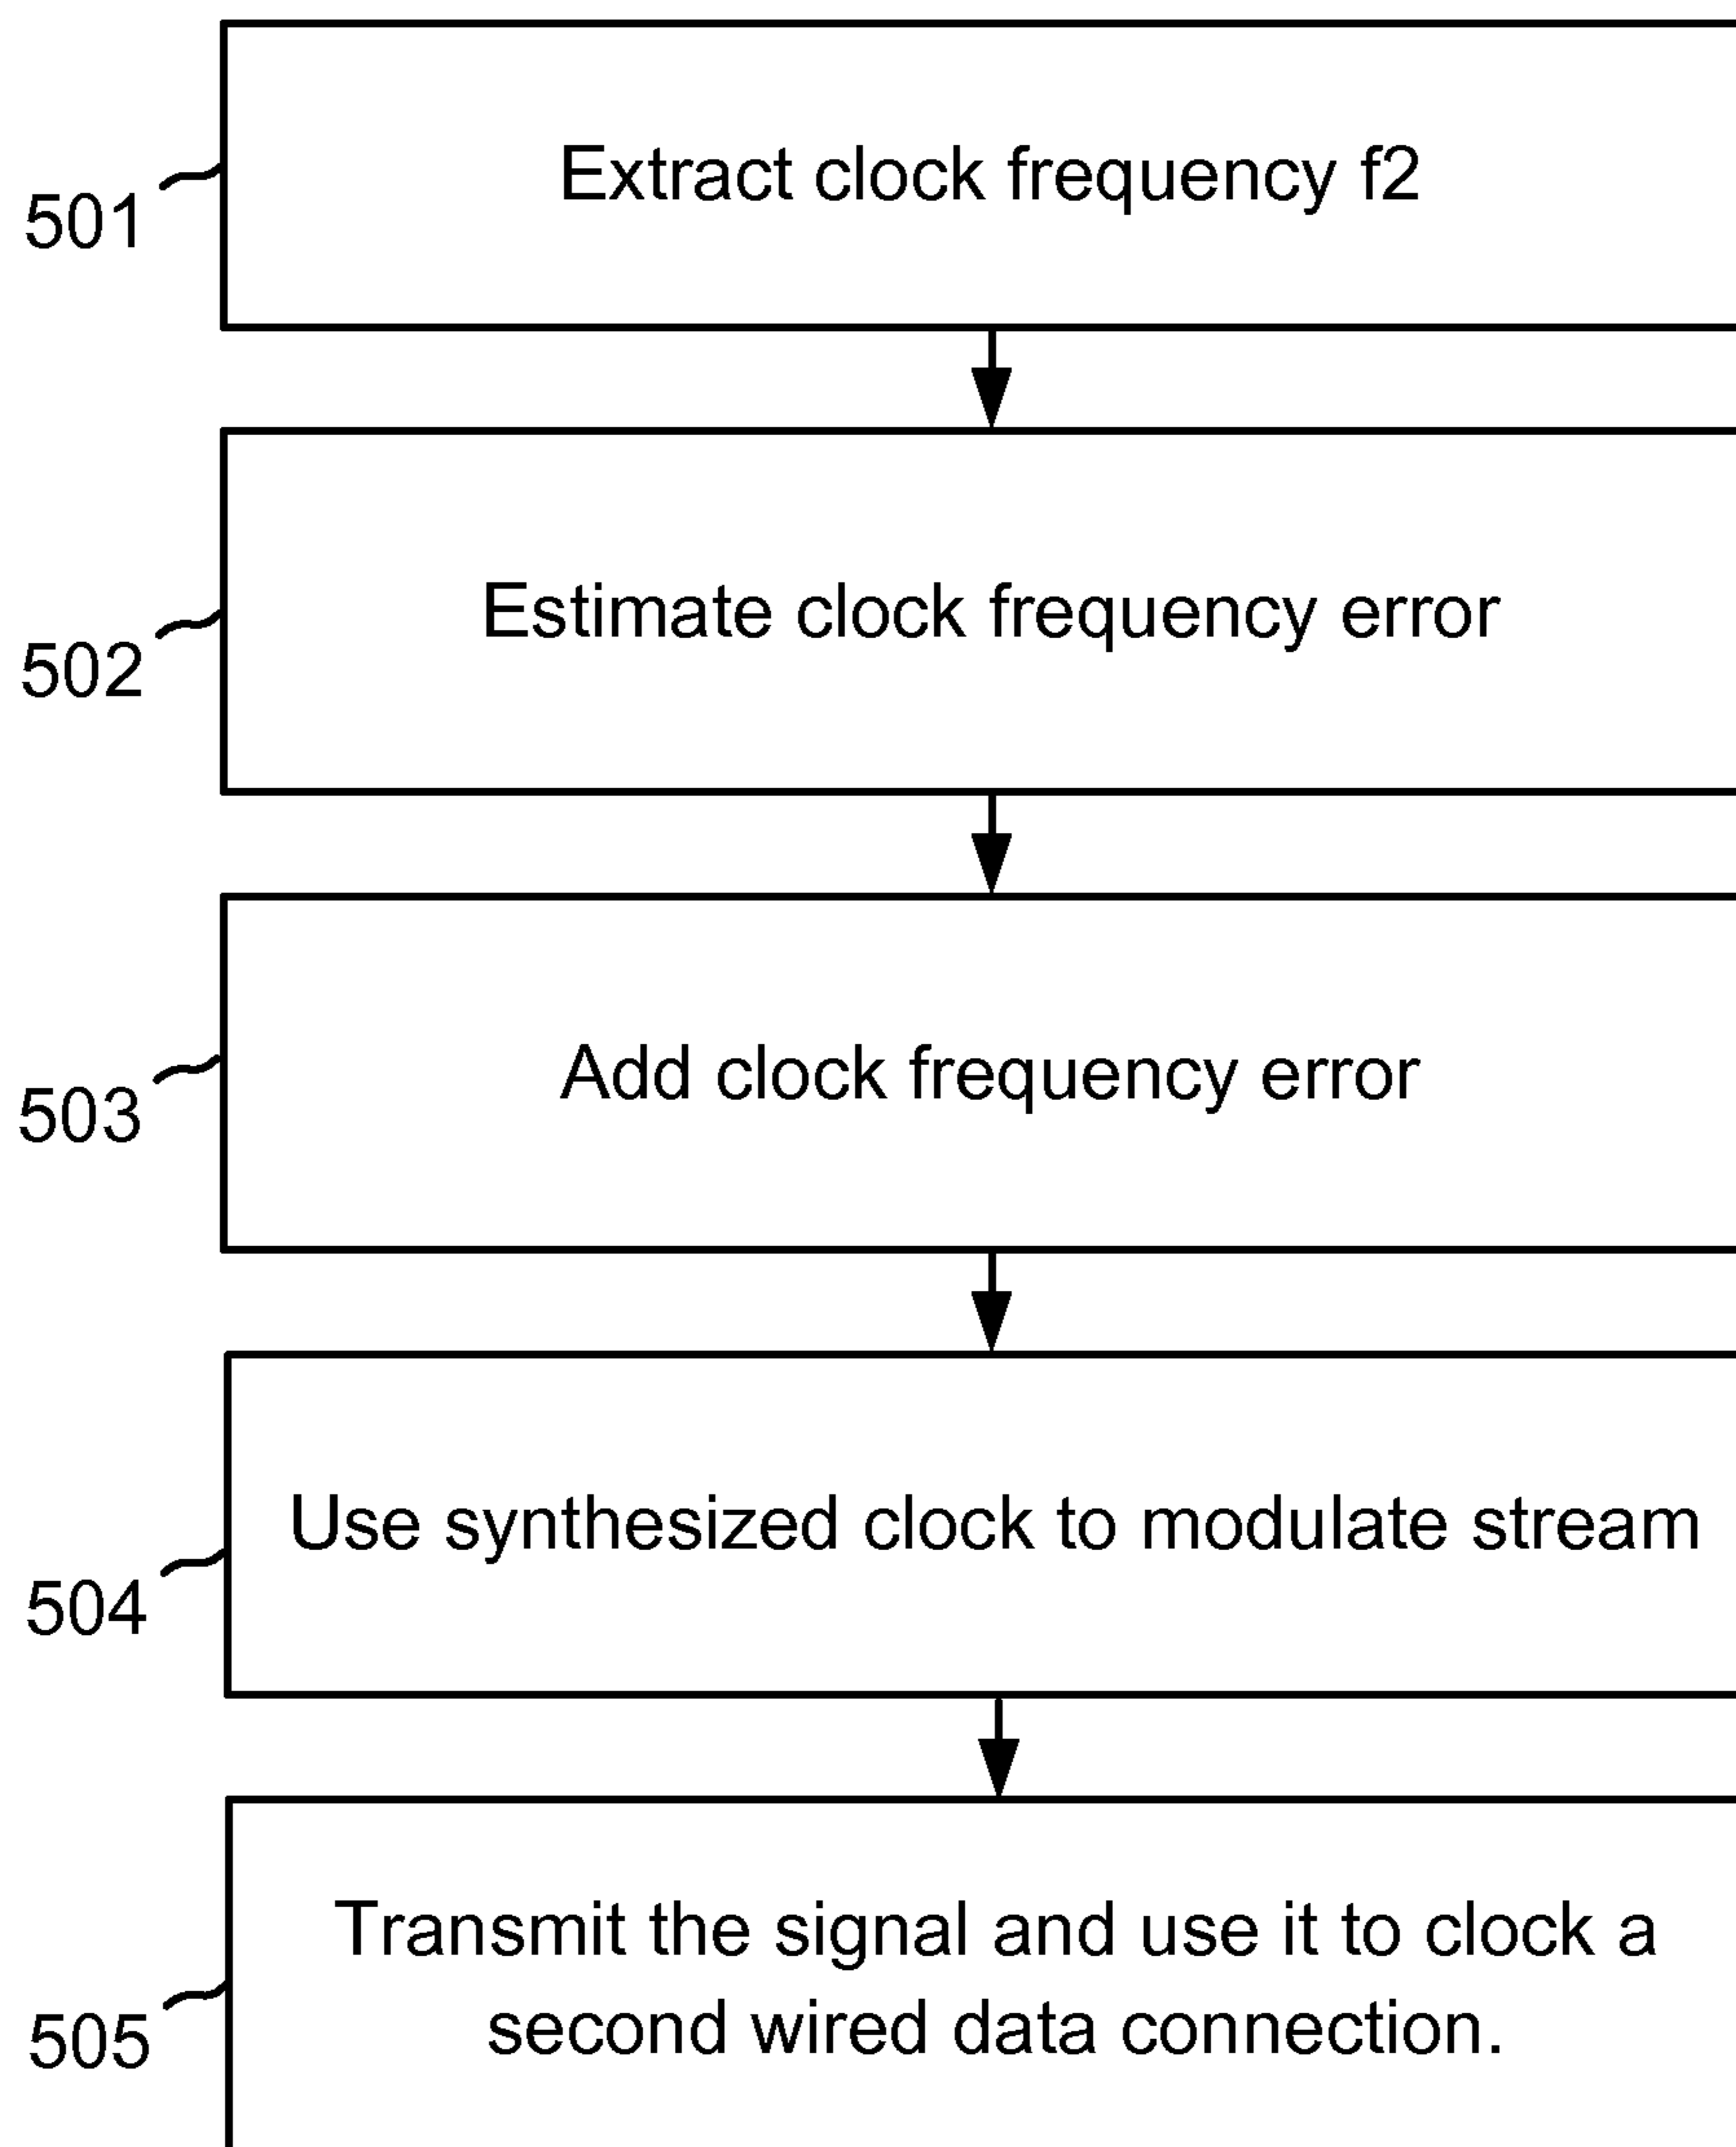 Extract clock frequency f2
501
Estimate clock frequency error
502
Add clock frequency error
503
Use synthesized clock to modulate stream
504
Transmit the signal and use it to clock a
second wired data connection.
505